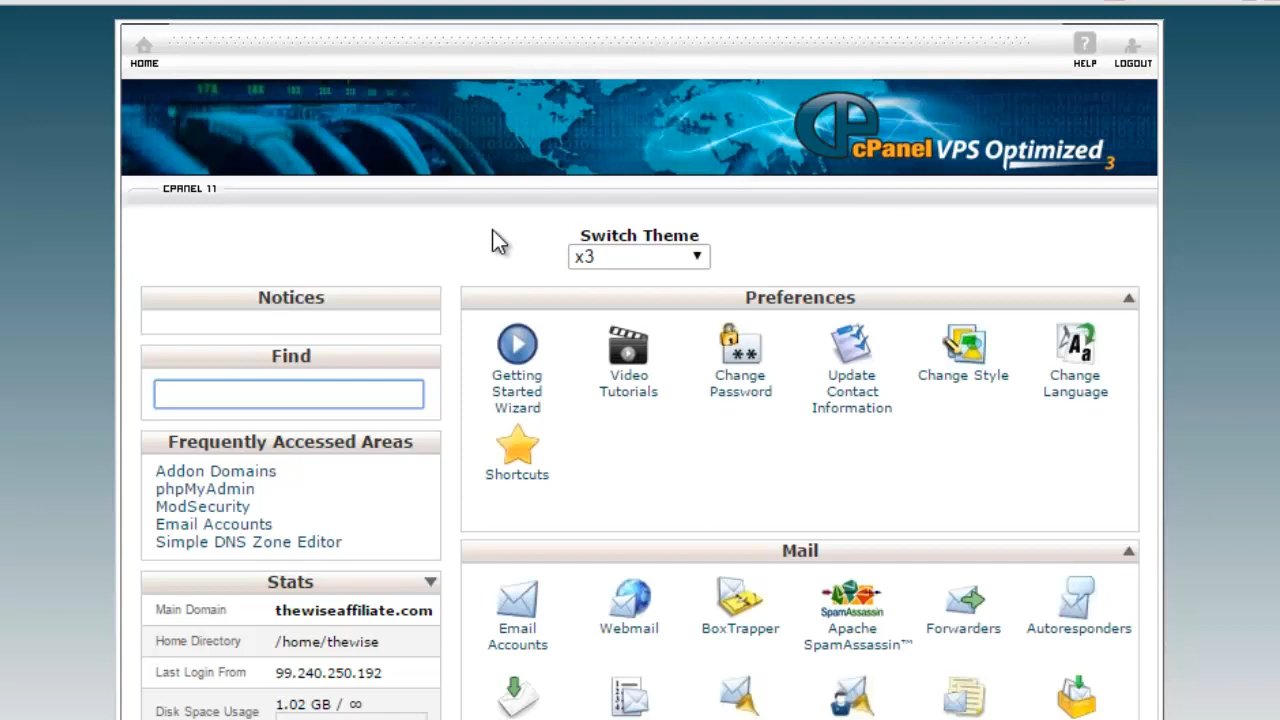 HOME
HELP
LOGOUT
cPanel VPS Optimized 3
CPANEL 11
Switch Theme
x3
Notices
Find
Frequently Accessed Areas
Addon Domains
phpMyAdmin
ModSecurity
Email Accounts
Simple DNS Zone Editor
Stats
Main Domain thewiseaffiliate.com
Home Directory /home/thewise
Last Login From 99.240.250.192
Disk Space Usage 1.02 GB / ∞
Preferences
Getting
Started
Wizard
Video
Tutorials
Change
Password
Update
Contact
Information
Change Style
Change
Language
Shortcuts
Mail
Email
Accounts
Webmail
BoxTrapper
SpamAssassin
Apache
SpamAssassin™
Forwarders
Autoresponders